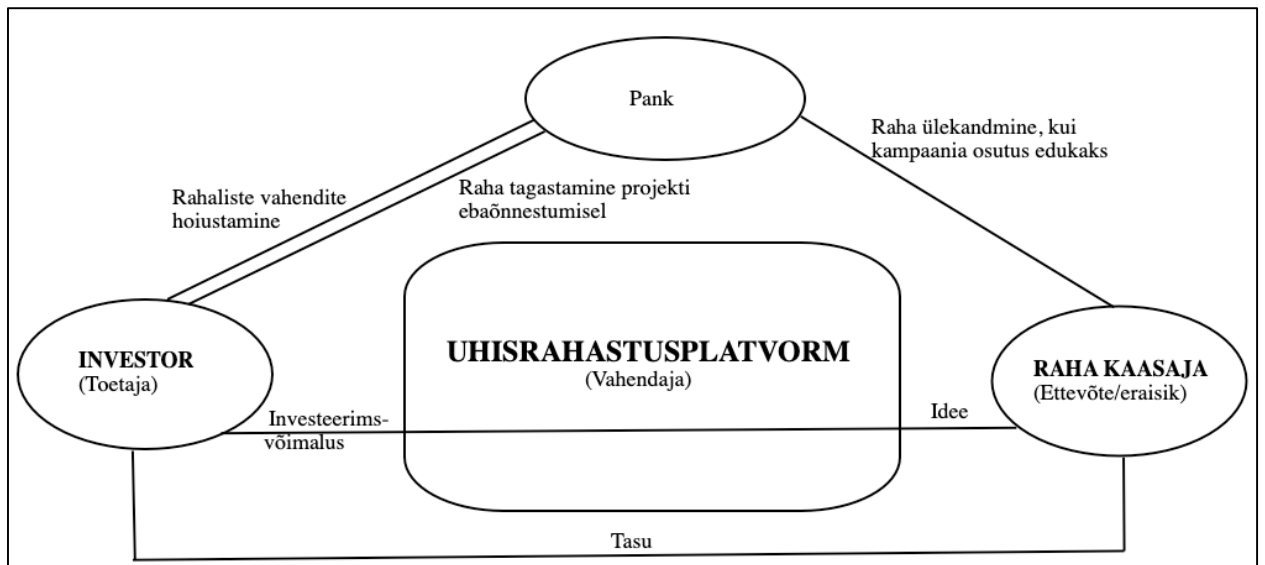 Pank
Raha ülekandmine, kui
kampaania osutus edukaks
Rahaliste vahendite
hoiustamine
Raha tagastamine projekti
ebaõnnestumisel
INVESTOR
(Toetaja)
UHISRAHASTUSPLATVORM
(Vahendaja)
RAHA KAASAJA
(Ettevõte/eraisik)
Investeerims-
võimalus
Idee
Tasu